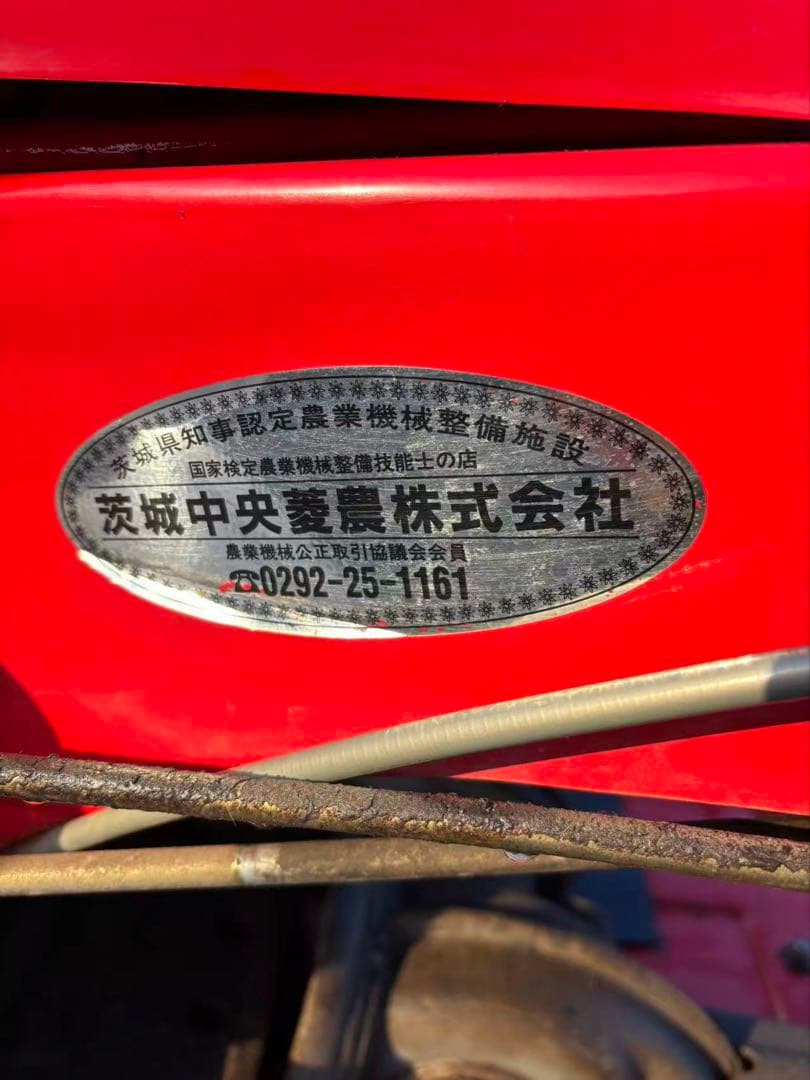 茨城県知事認定農業機械整備施設
国家検定農業機械整備技能士の店
茨城中央菱農株式会社
農業機械公正取引協議会会員
☎0292-25-1161